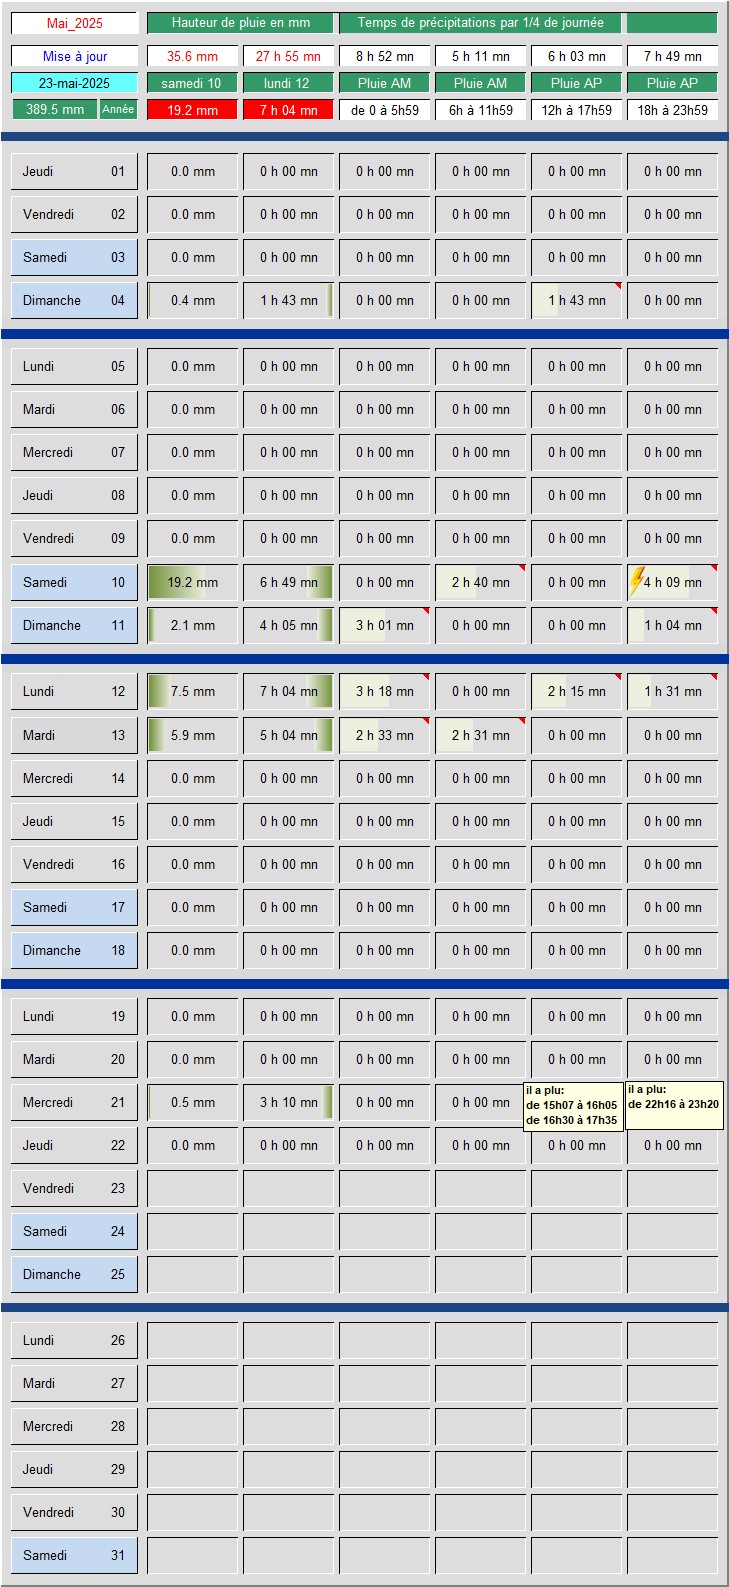 Mai_2025 Hauteur de pluie en mm Temps de précipitations par 1/4 de journée
Mise à jour 35.6 mm 27 h 55 mn 8 h 52 mn 5 h 11 mn 6 h 03 mn 7 h 49 mn
23-mai-2025 samedi 10 lundi 12 Pluie AM Pluie AM Pluie AP Pluie AP
389.5 mm Année 19.2 mm 7 h 04 mn de 0 à 5h59 6h à 11h59 12h à 17h59 18h à 23h59
Jeudi 01 0.0 mm 0 h 00 mn 0 h 00 mn 0 h 00 mn 0 h 00 mn 0 h 00 mn
Vendredi 02 0.0 mm 0 h 00 mn 0 h 00 mn 0 h 00 mn 0 h 00 mn 0 h 00 mn
Samedi 03 0.0 mm 0 h 00 mn 0 h 00 mn 0 h 00 mn 0 h 00 mn 0 h 00 mn
Dimanche 04 0.4 mm 1 h 43 mn 0 h 00 mn 0 h 00 mn 1 h 43 mn 0 h 00 mn
Lundi 05 0.0 mm 0 h 00 mn 0 h 00 mn 0 h 00 mn 0 h 00 mn 0 h 00 mn
Mardi 06 0.0 mm 0 h 00 mn 0 h 00 mn 0 h 00 mn 0 h 00 mn 0 h 00 mn
Mercredi 07 0.0 mm 0 h 00 mn 0 h 00 mn 0 h 00 mn 0 h 00 mn 0 h 00 mn
Jeudi 08 0.0 mm 0 h 00 mn 0 h 00 mn 0 h 00 mn 0 h 00 mn 0 h 00 mn
Vendredi 09 0.0 mm 0 h 00 mn 0 h 00 mn 0 h 00 mn 0 h 00 mn 0 h 00 mn
Samedi 10 19.2 mm 6 h 49 mn 0 h 00 mn 2 h 40 mn 0 h 00 mn 4 h 09 mn
Dimanche 11 2.1 mm 4 h 05 mn 3 h 01 mn 0 h 00 mn 0 h 00 mn 1 h 04 mn
Lundi 12 7.5 mm 7 h 04 mn 3 h 18 mn 0 h 00 mn 2 h 15 mn 1 h 31 mn
Mardi 13 5.9 mm 5 h 04 mn 2 h 33 mn 2 h 31 mn 0 h 00 mn 0 h 00 mn
Mercredi 14 0.0 mm 0 h 00 mn 0 h 00 mn 0 h 00 mn 0 h 00 mn 0 h 00 mn
Jeudi 15 0.0 mm 0 h 00 mn 0 h 00 mn 0 h 00 mn 0 h 00 mn 0 h 00 mn
Vendredi 16 0.0 mm 0 h 00 mn 0 h 00 mn 0 h 00 mn 0 h 00 mn 0 h 00 mn
Samedi 17 0.0 mm 0 h 00 mn 0 h 00 mn 0 h 00 mn 0 h 00 mn 0 h 00 mn
Dimanche 18 0.0 mm 0 h 00 mn 0 h 00 mn 0 h 00 mn 0 h 00 mn 0 h 00 mn
Lundi 19 0.0 mm 0 h 00 mn 0 h 00 mn 0 h 00 mn 0 h 00 mn 0 h 00 mn
Mardi 20 0.0 mm 0 h 00 mn 0 h 00 mn 0 h 00 mn 0 h 00 mn 0 h 00 mn
Mercredi 21 0.5 mm 3 h 10 mn 0 h 00 mn 0 h 00 mn
il a plu:
de 15h07 à 16h05
de 16h30 à 17h35
il a plu:
de 22h16 à 23h20
Jeudi 22 0.0 mm 0 h 00 mn 0 h 00 mn 0 h 00 mn 0 h 00 mn 0 h 00 mn
Vendredi 23
Samedi 24
Dimanche 25
Lundi 26
Mardi 27
Mercredi 28
Jeudi 29
Vendredi 30
Samedi 31